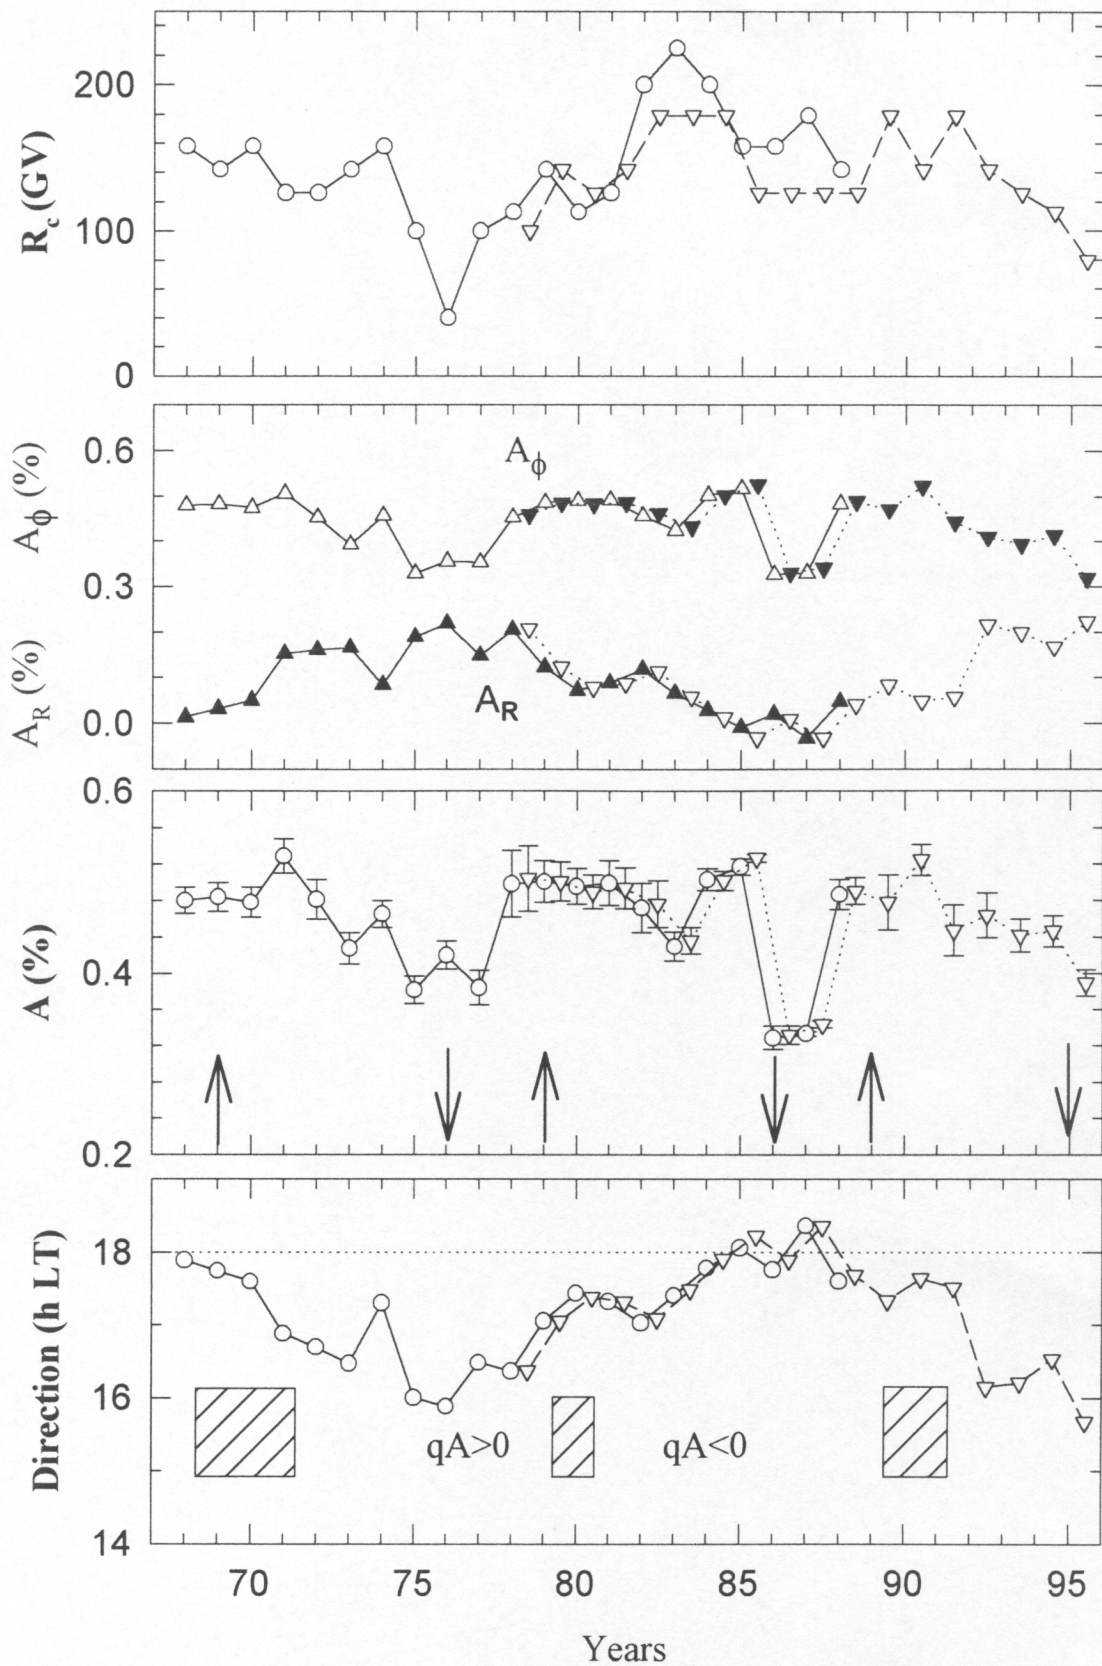 R_c (GV)
200
100
0
A_ϕ (%)
A_R (%)
0.6
0.3
0.0
A_ϕ
A_R
A (%)
0.6
0.4
0.2
Direction (h LT)
18
16
14
qA>0
qA<0
70
75
80
85
90
95
Years